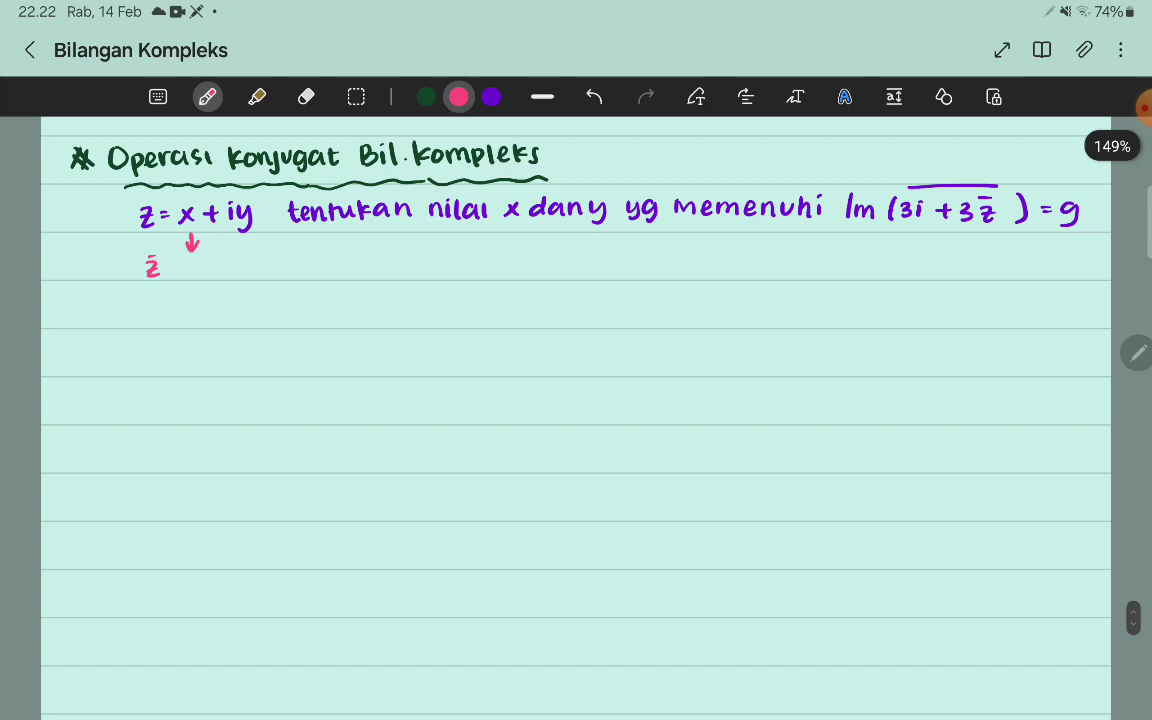 22.22 Rab, 14 Feb 74%
Bilangan Kompleks
149%
Operasi Konjugat Bil. Kompleks
z = x + iy tentukan nilai x dan y yg memenuhi Im (\overline{3i + 3z̄}) = 9
z̄